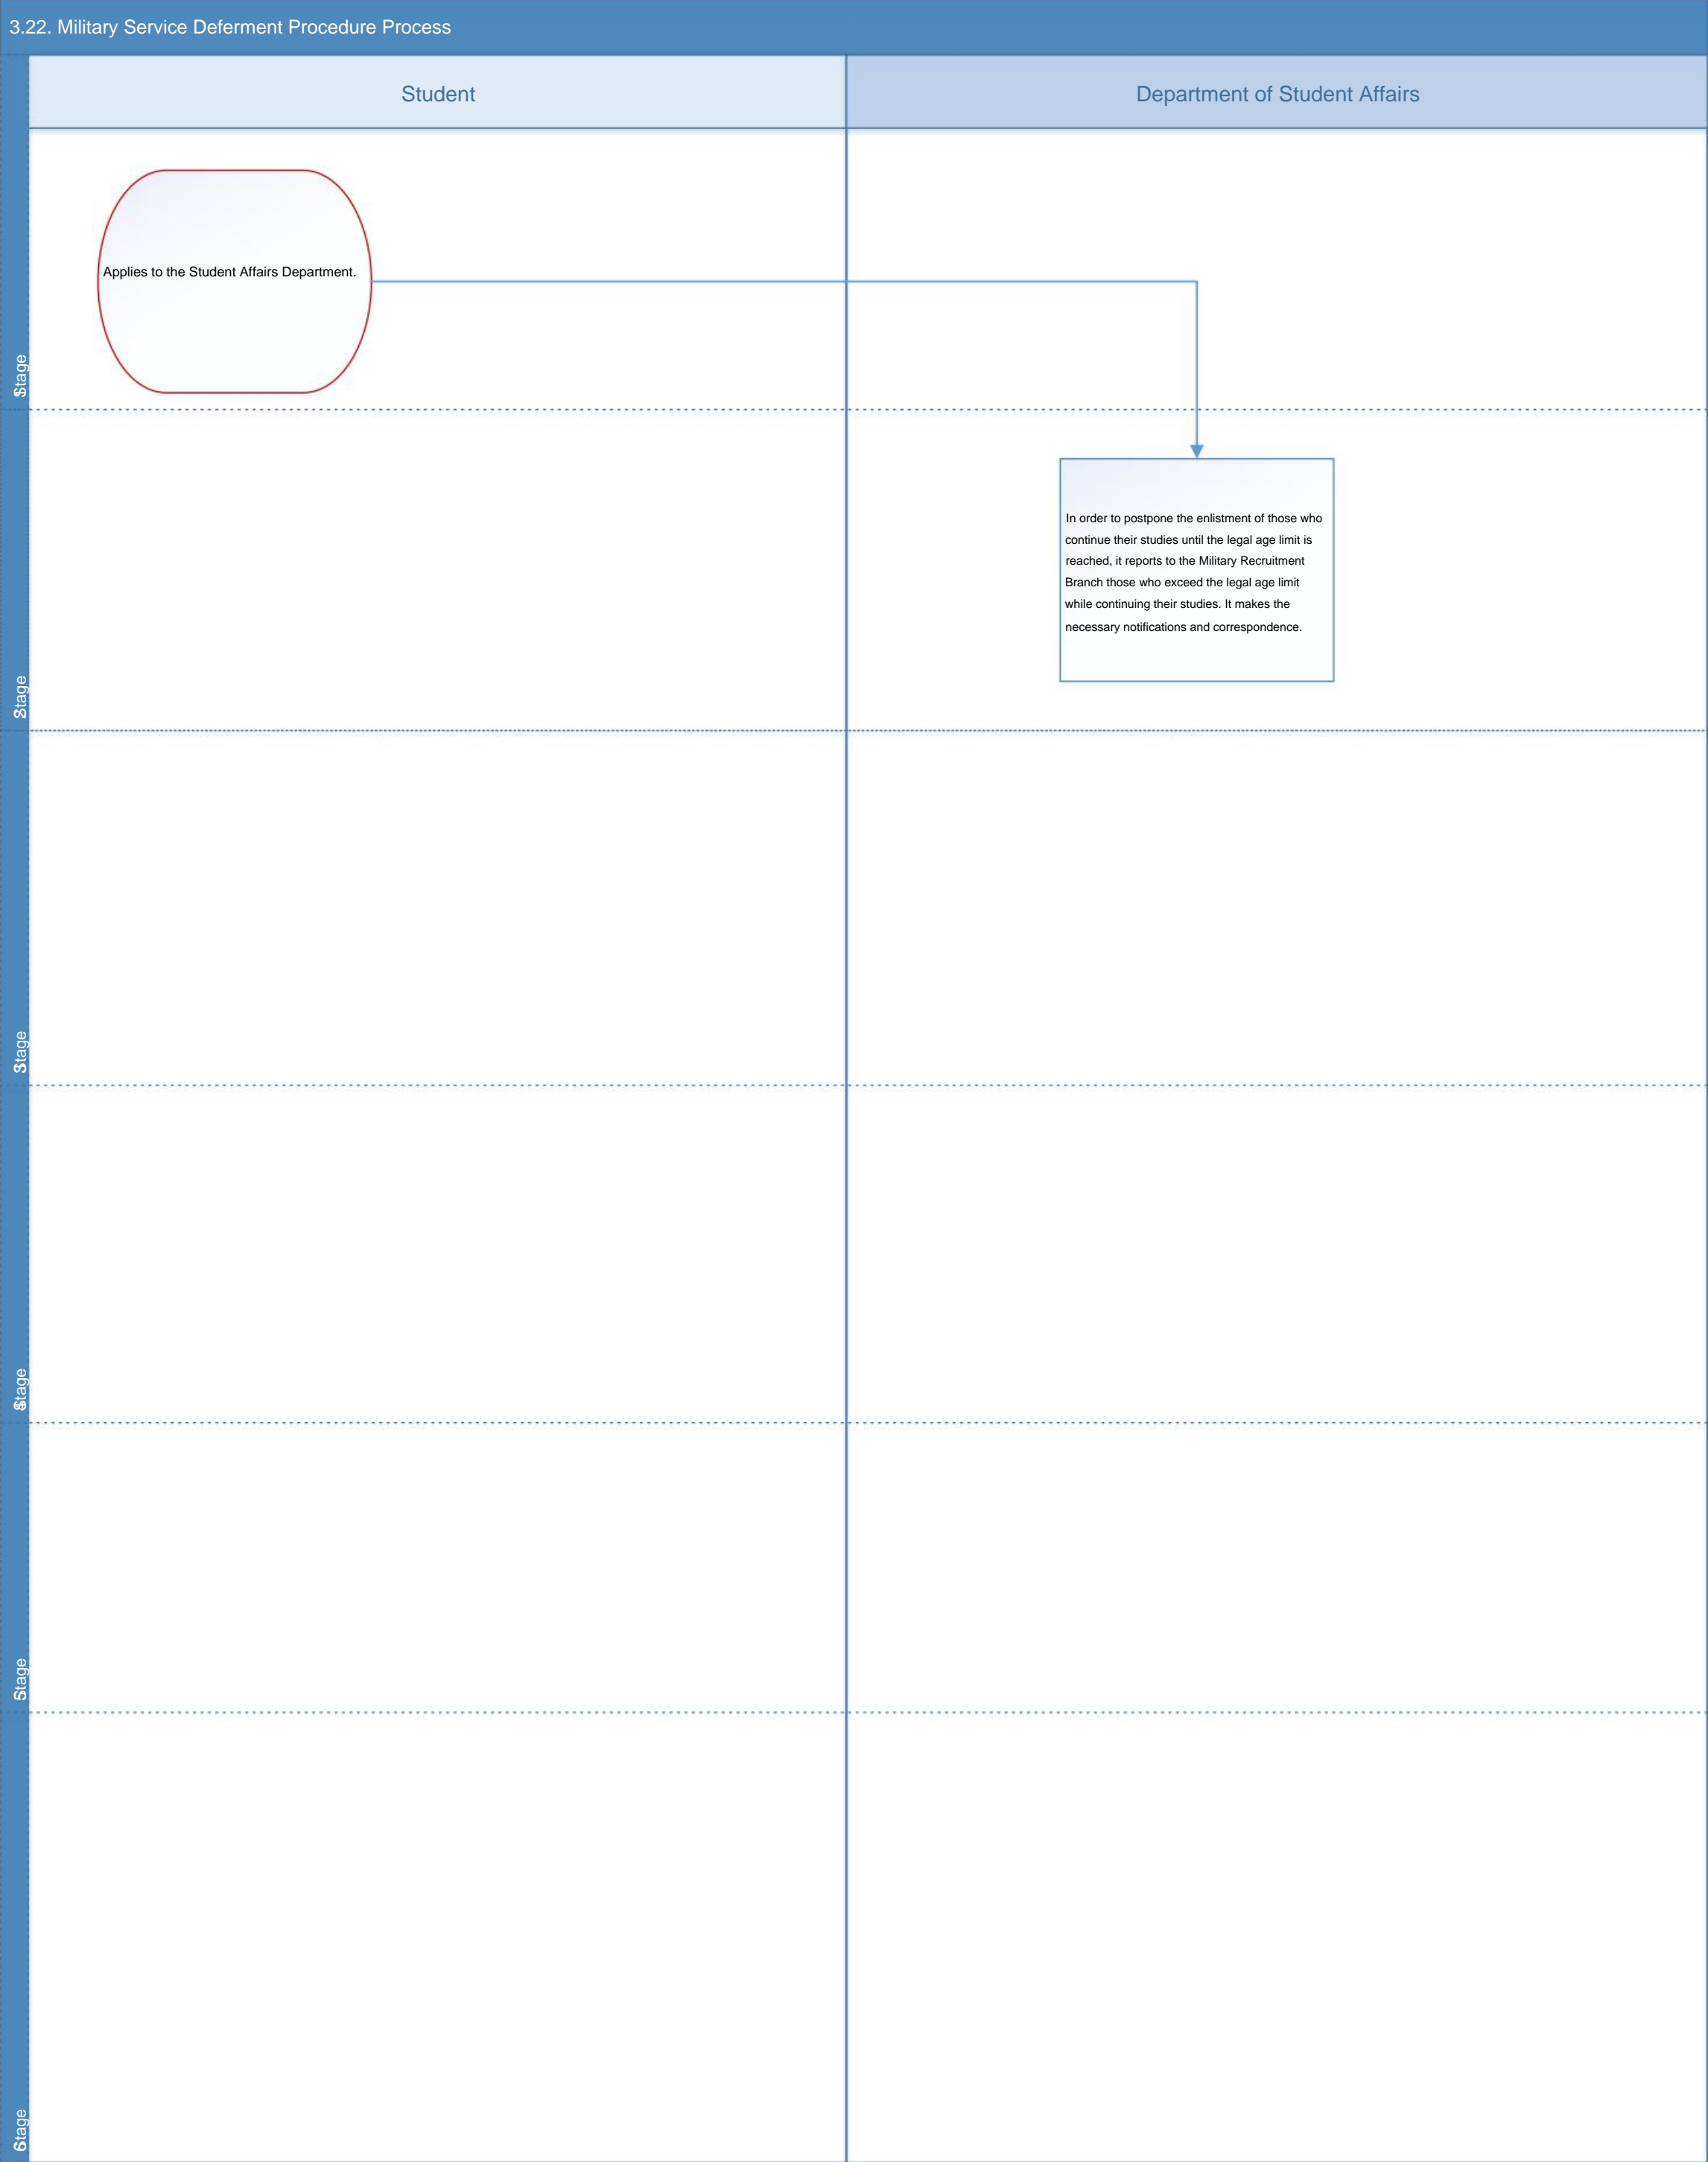 3.22. Military Service Deferment Procedure Process
Student
Department of Student Affairs
Applies to the Student Affairs Department.
Stage
In order to postpone the enlistment of those who
continue their studies until the legal age limit is
reached, it reports to the Military Recruitment
Branch those who exceed the legal age limit
while continuing their studies. It makes the
necessary notifications and correspondence.
Stage
Stage
Stage
Stage
Stage